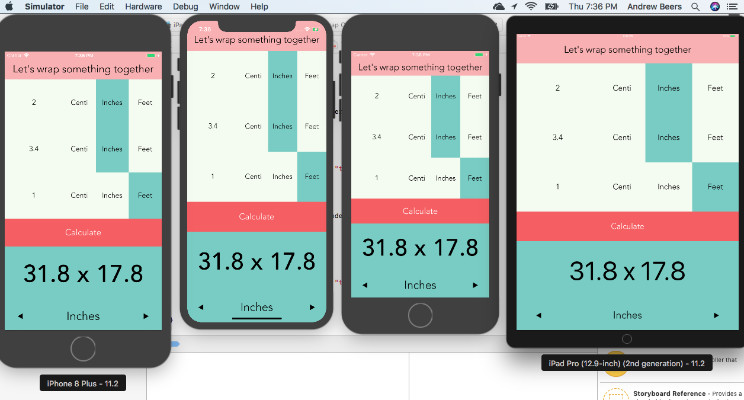 Simulator File Edit Hardware Debug Window Help Thu 7:36 PM Andrew Beers
Let's wrap something together
2 Centi Inches Feet
3.4 Centi Inches Feet
1 Centi Inches Feet
Calculate
31.8 x 17.8
Inches
iPhone 8 Plus - 11.2
7:36
Let's wrap something together
2 Centi Inches Feet
3.4 Centi Inches Feet
1 Centi Inches Feet
Calculate
31.8 x 17.8
Inches
Let's wrap something together
2 Centi Inches Feet
3.4 Centi Inches Feet
1 Centi Inches Feet
Calculate
31.8 x 17.8
Inches
Let's wrap something together
2 Centi Inches Feet
3.4 Centi Inches Feet
1 Centi Inches Feet
Calculate
31.8 x 17.8
Inches
iPad Pro (12.9-inch) (2nd generation) - 11.2
Storyboard Reference - Provides a